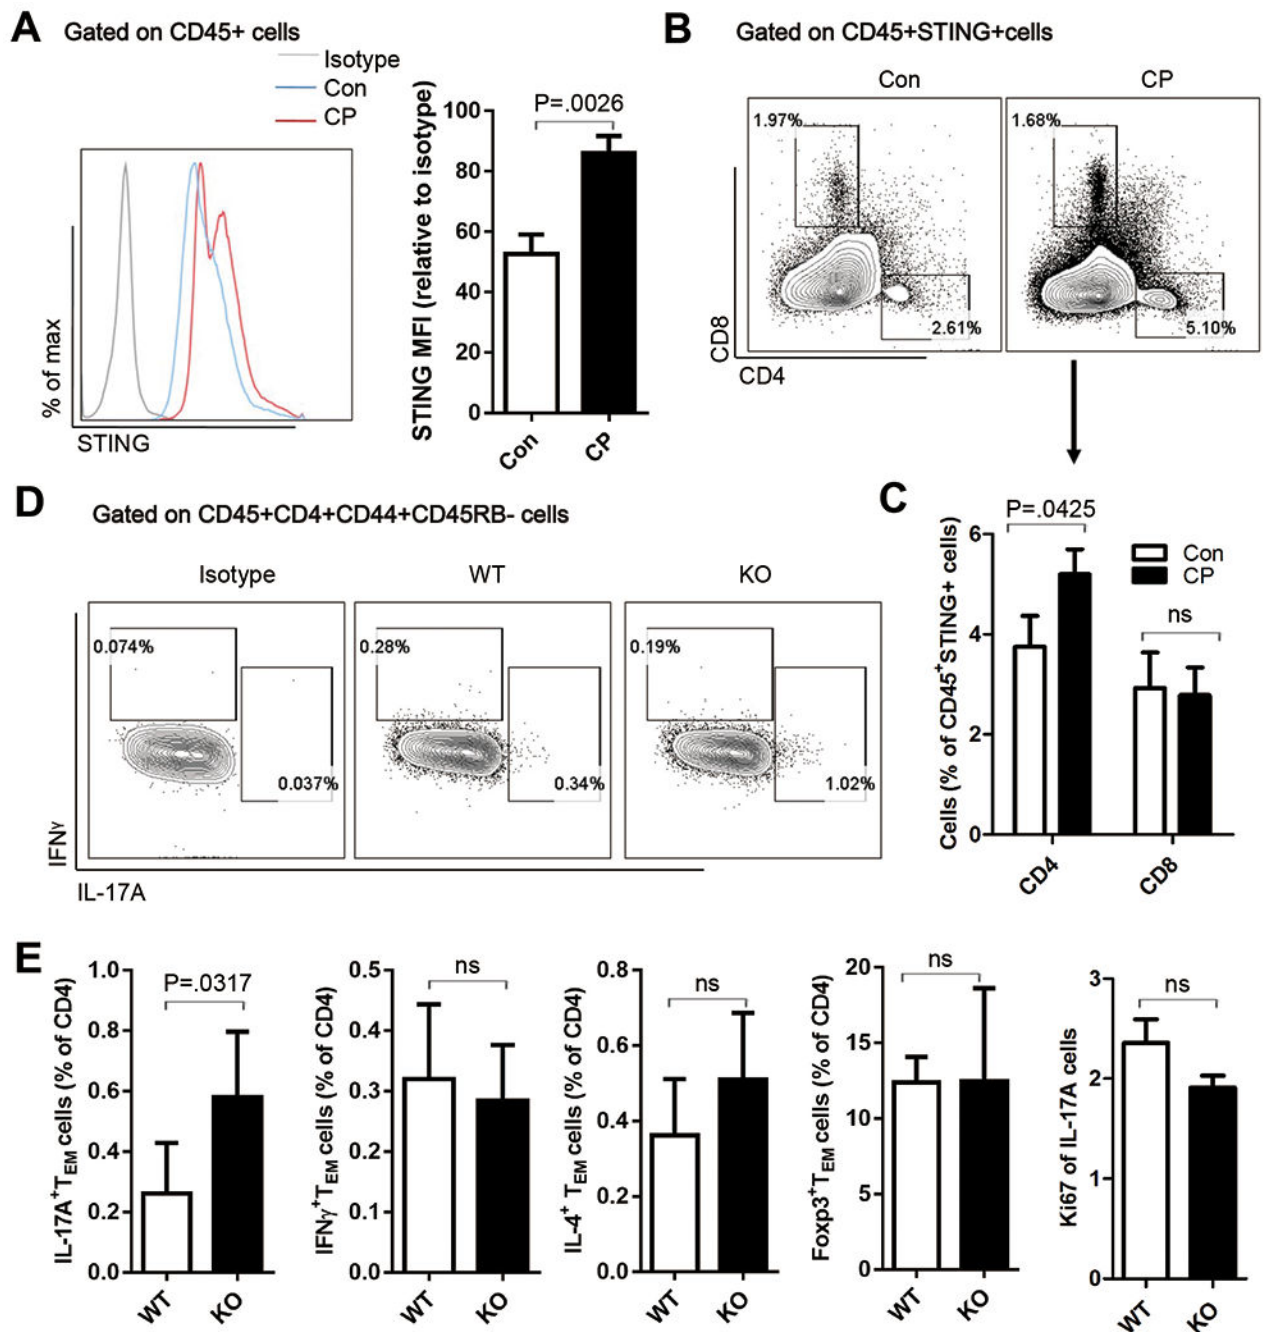 A Gated on CD45+ cells
Isotype
Con
CP
% of max
STING
STING MFI (relative to isotype)
100
80
60
40
20
0
P=.0026
Con
CP
B Gated on CD45+STING+cells
Con
CP
1.97%
2.61%
1.68%
5.10%
CD8
CD4
C
Cells (% of CD45+STING+ cells)
6
4
2
0
P=.0425
Con
CP
ns
CD4
CD8
D Gated on CD45+CD4+CD44+CD45RB- cells
Isotype
WT
KO
0.074%
0.037%
0.28%
0.34%
0.19%
1.02%
IFNγ
IL-17A
E
IL-17A+TEM cells (% of CD4)
1.0
0.8
0.6
0.4
0.2
0.0
P=.0317
WT
KO
IFNγ+TEM cells (% of CD4)
0.5
0.4
0.3
0.2
0.1
0.0
ns
WT
KO
IL-4+ TEM cells (% of CD4)
0.8
0.6
0.4
0.2
0.0
ns
WT
KO
Foxp3+TEM cells (% of CD4)
20
15
10
5
0
ns
WT
KO
Ki67 of IL-17A cells
3
2
1
0
ns
WT
KO